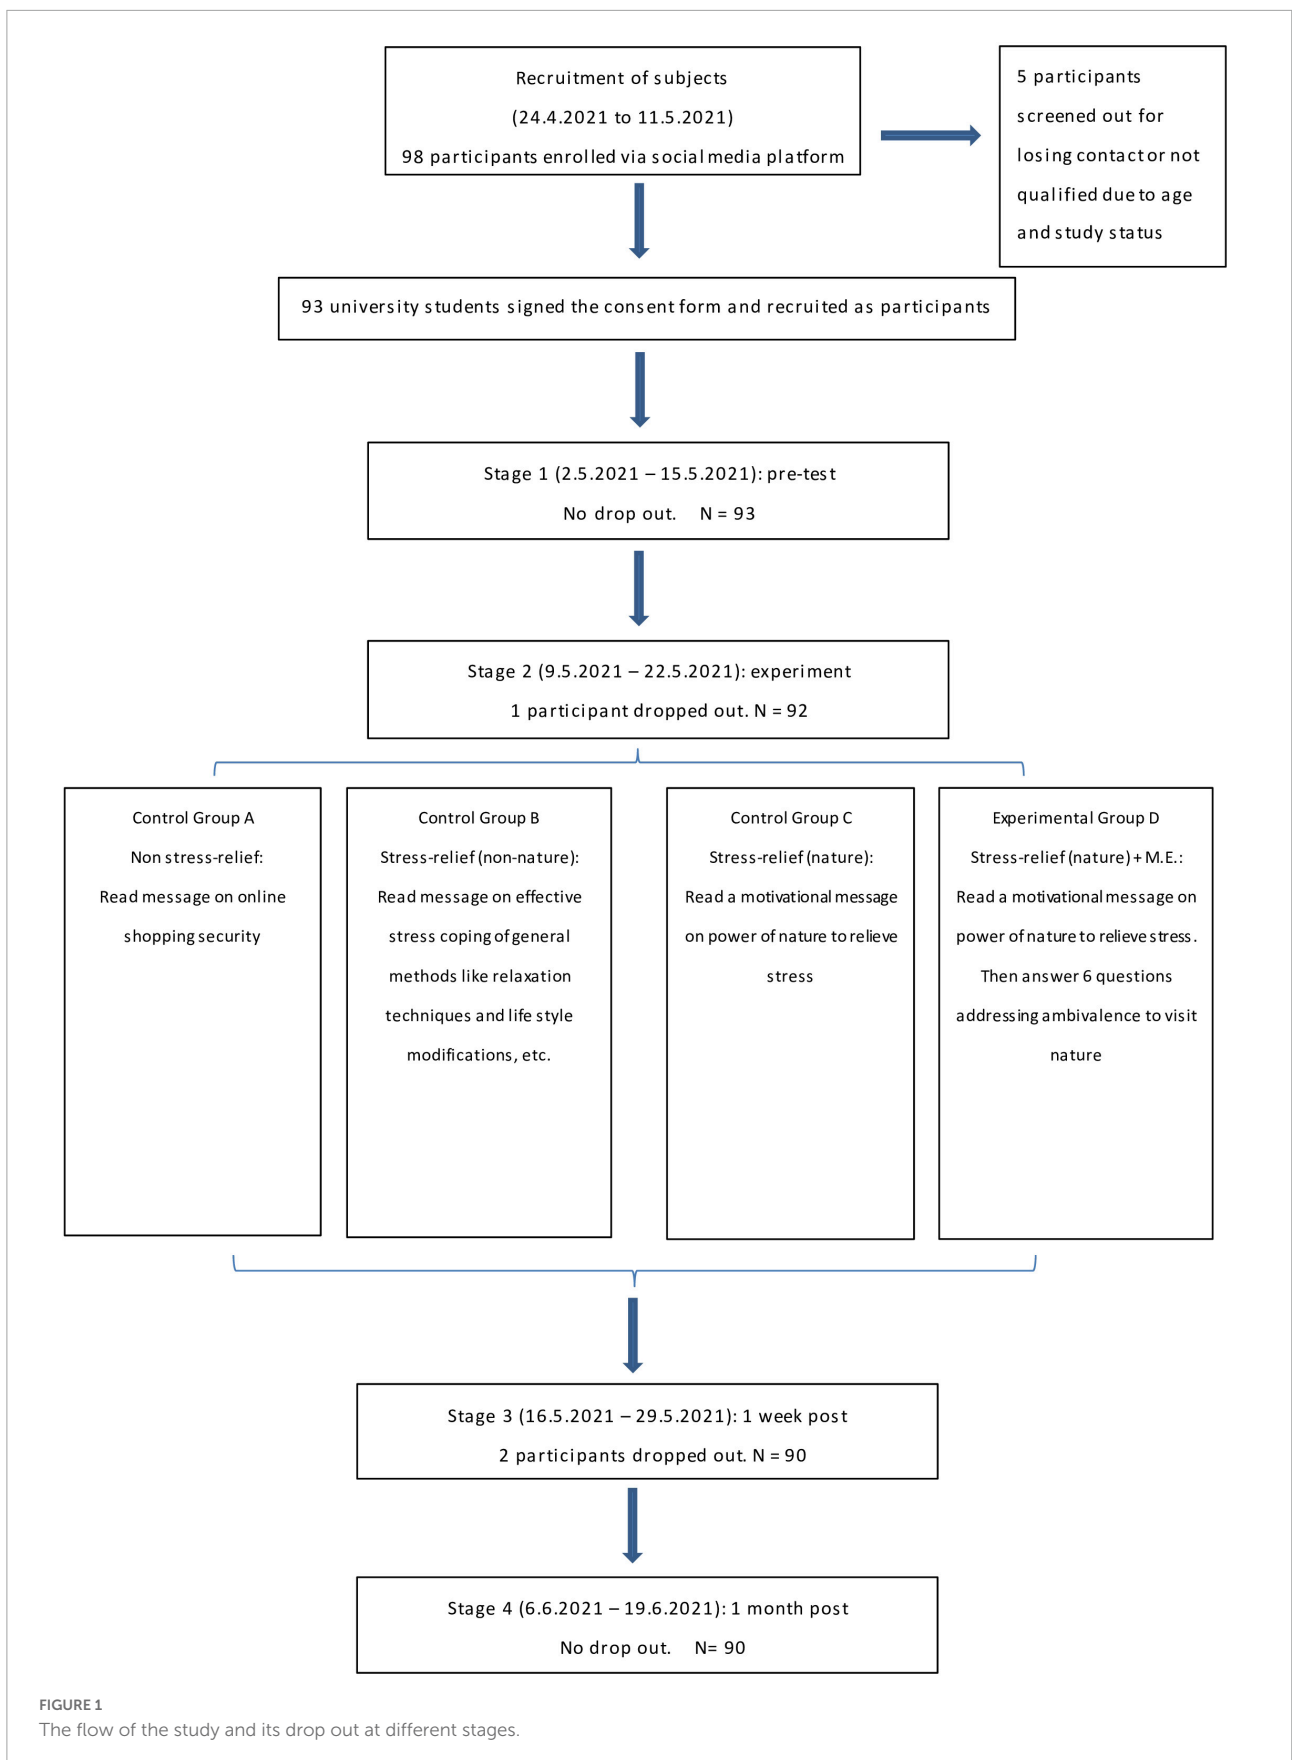 Recruitment of subjects
(24.4.2021 to 11.5.2021)
98 participants enrolled via social media platform
5 participants
screened out for
losing contact or not
qualified due to age
and study status
93 university students signed the consent form and recruited as participants
Stage 1 (2.5.2021 – 15.5.2021): pre-test
No drop out. N = 93
Stage 2 (9.5.2021 – 22.5.2021): experiment
1 participant dropped out. N = 92
Control Group A
Non stress-relief:
Read message on online
shopping security
Control Group B
Stress-relief (non-nature):
Read message on effective
stress coping of general
methods like relaxation
techniques and life style
modifications, etc.
Control Group C
Stress-relief (nature):
Read a motivational message
on power of nature to relieve
stress
Experimental Group D
Stress-relief (nature) + M.E.:
Read a motivational message on
power of nature to relieve stress.
Then answer 6 questions
addressing ambivalence to visit
nature
Stage 3 (16.5.2021 – 29.5.2021): 1 week post
2 participants dropped out. N = 90
Stage 4 (6.6.2021 – 19.6.2021): 1 month post
No drop out. N= 90
FIGURE 1
The flow of the study and its drop out at different stages.